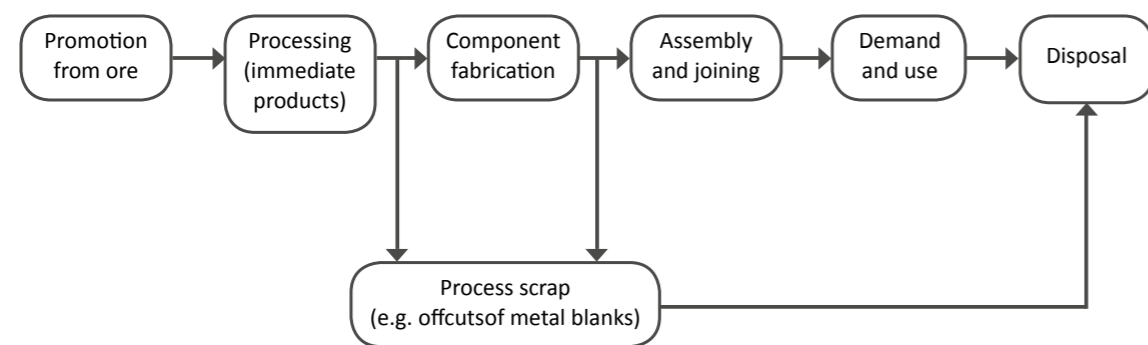 Promotion
from ore
Processing
(immediate
products)
Component
fabrication
Assembly
and joining
Demand
and use
Disposal
Process scrap
(e.g. offcutsof metal blanks)